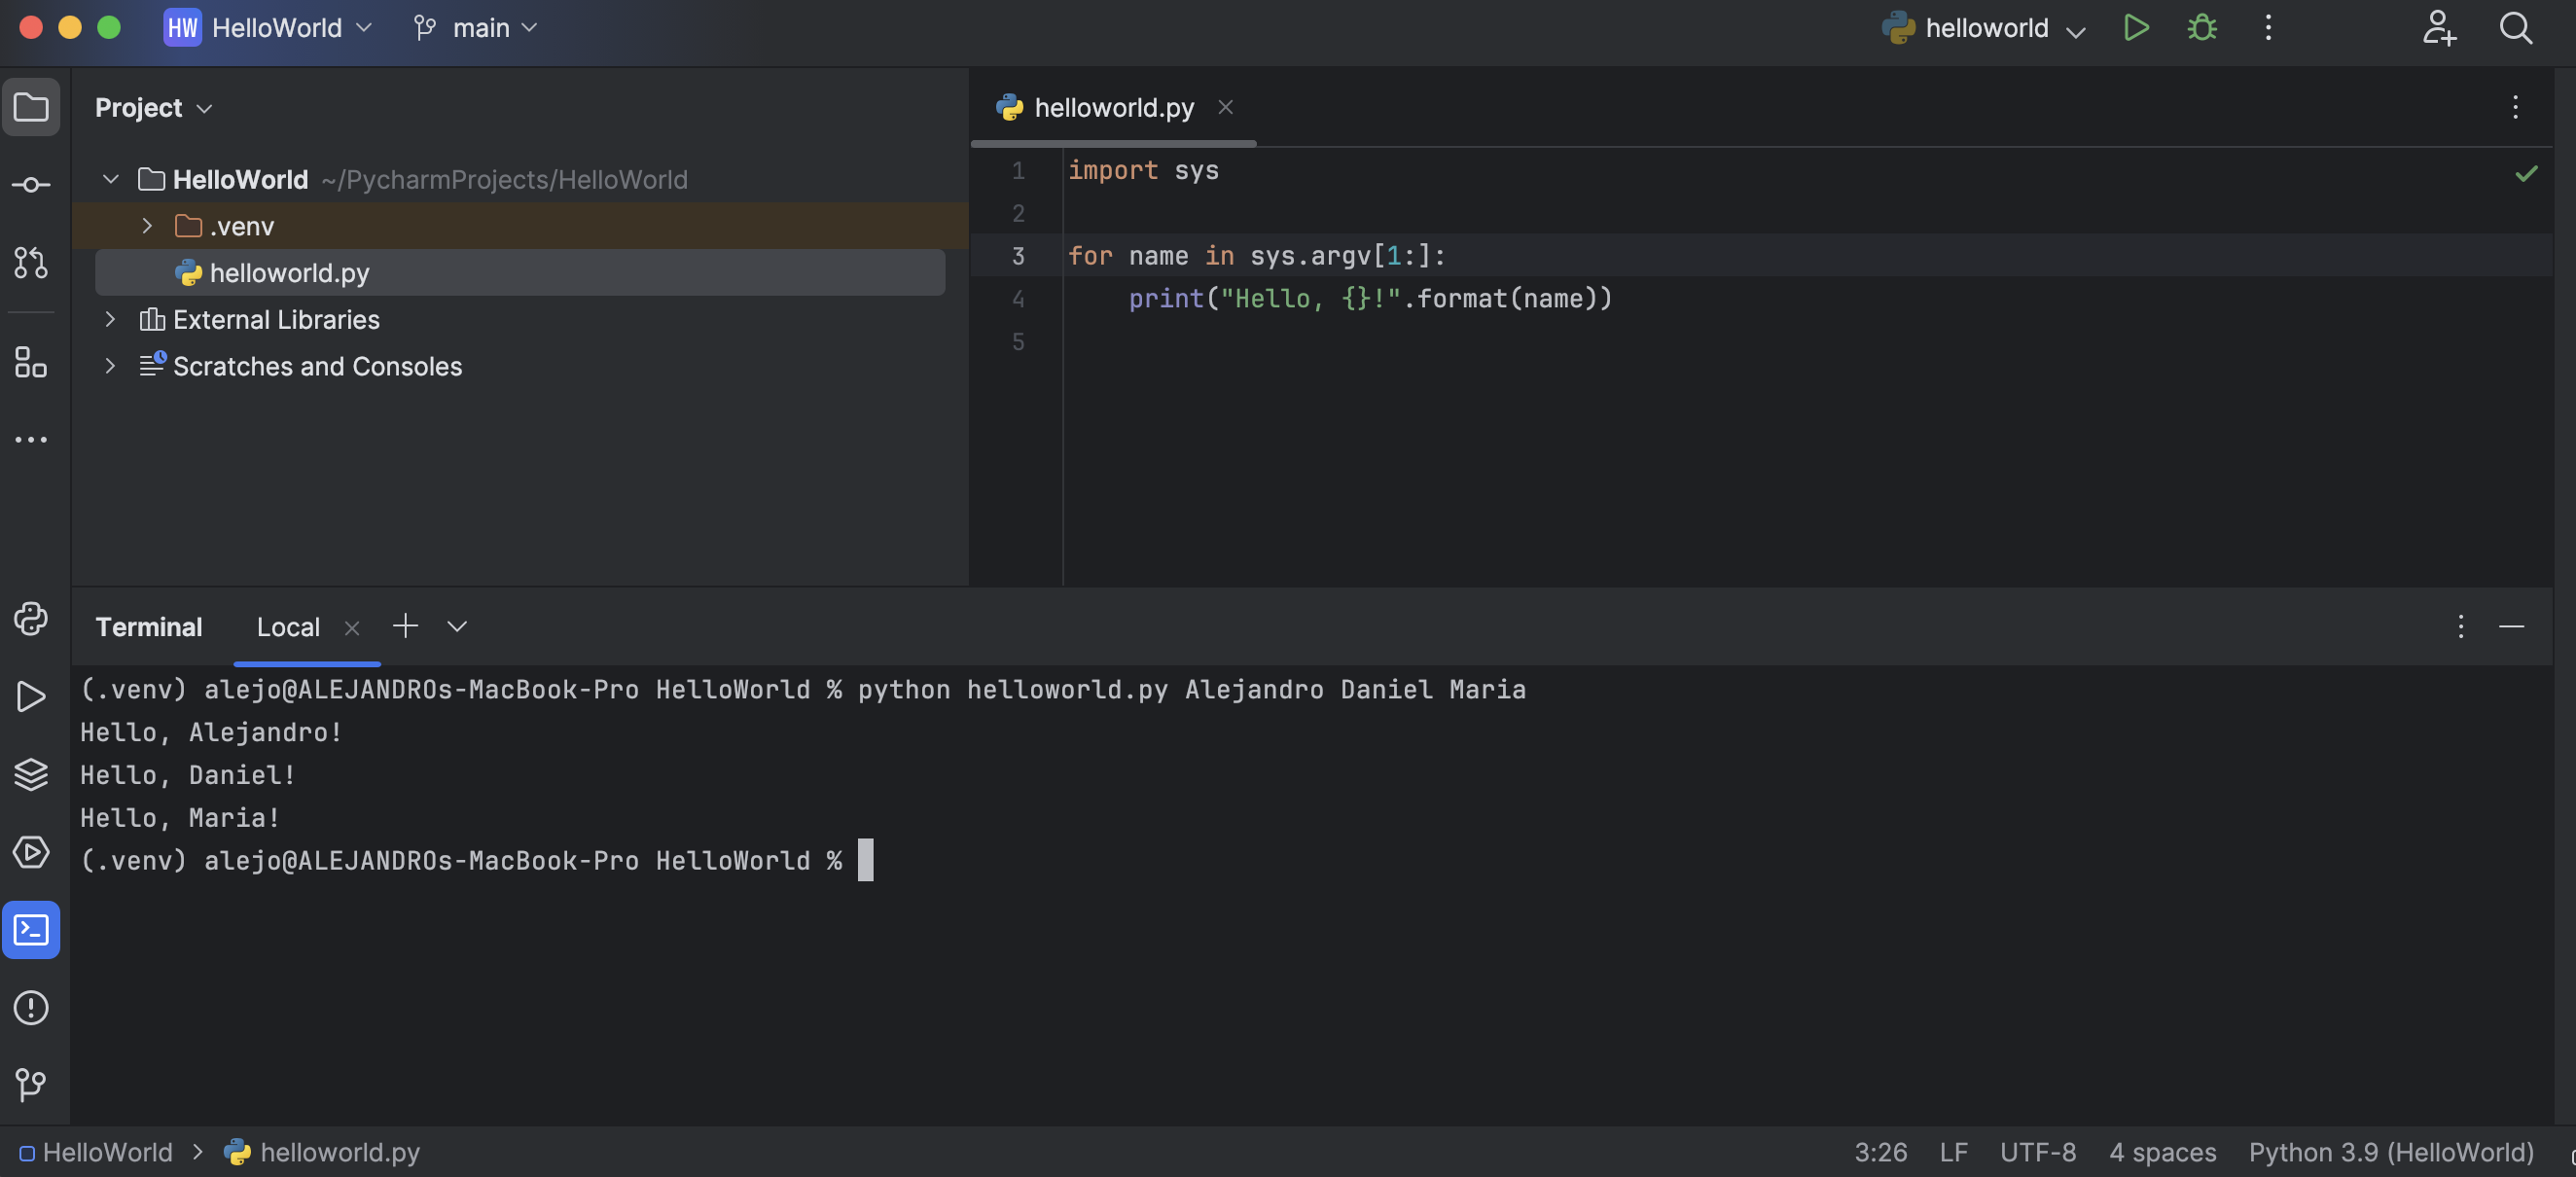 HW HelloWorld main helloworld
Project
HelloWorld ~/PycharmProjects/HelloWorld
.venv
helloworld.py
External Libraries
Scratches and Consoles
helloworld.py
1 import sys
2
3 for name in sys.argv[1:]:
4     print("Hello, {}!".format(name))
5
Terminal Local
(.venv) alejo@ALEJANDROs-MacBook-Pro HelloWorld % python helloworld.py Alejandro Daniel Maria
Hello, Alejandro!
Hello, Daniel!
Hello, Maria!
(.venv) alejo@ALEJANDROs-MacBook-Pro HelloWorld %
HelloWorld > helloworld.py 3:26 LF UTF-8 4 spaces Python 3.9 (HelloWorld)